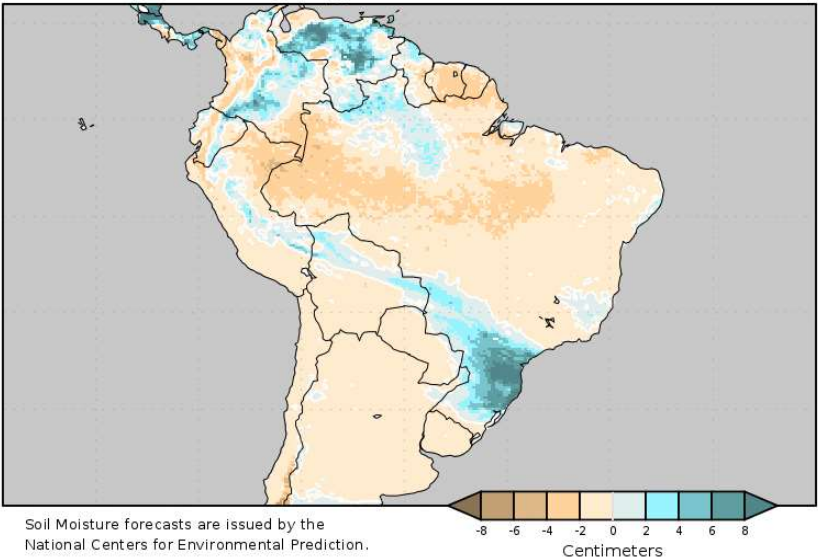 Soil Moisture forecasts are issued by the
National Centers for Environmental Prediction.
-8 -6 -4 -2 0 2 4 6 8
Centimeters